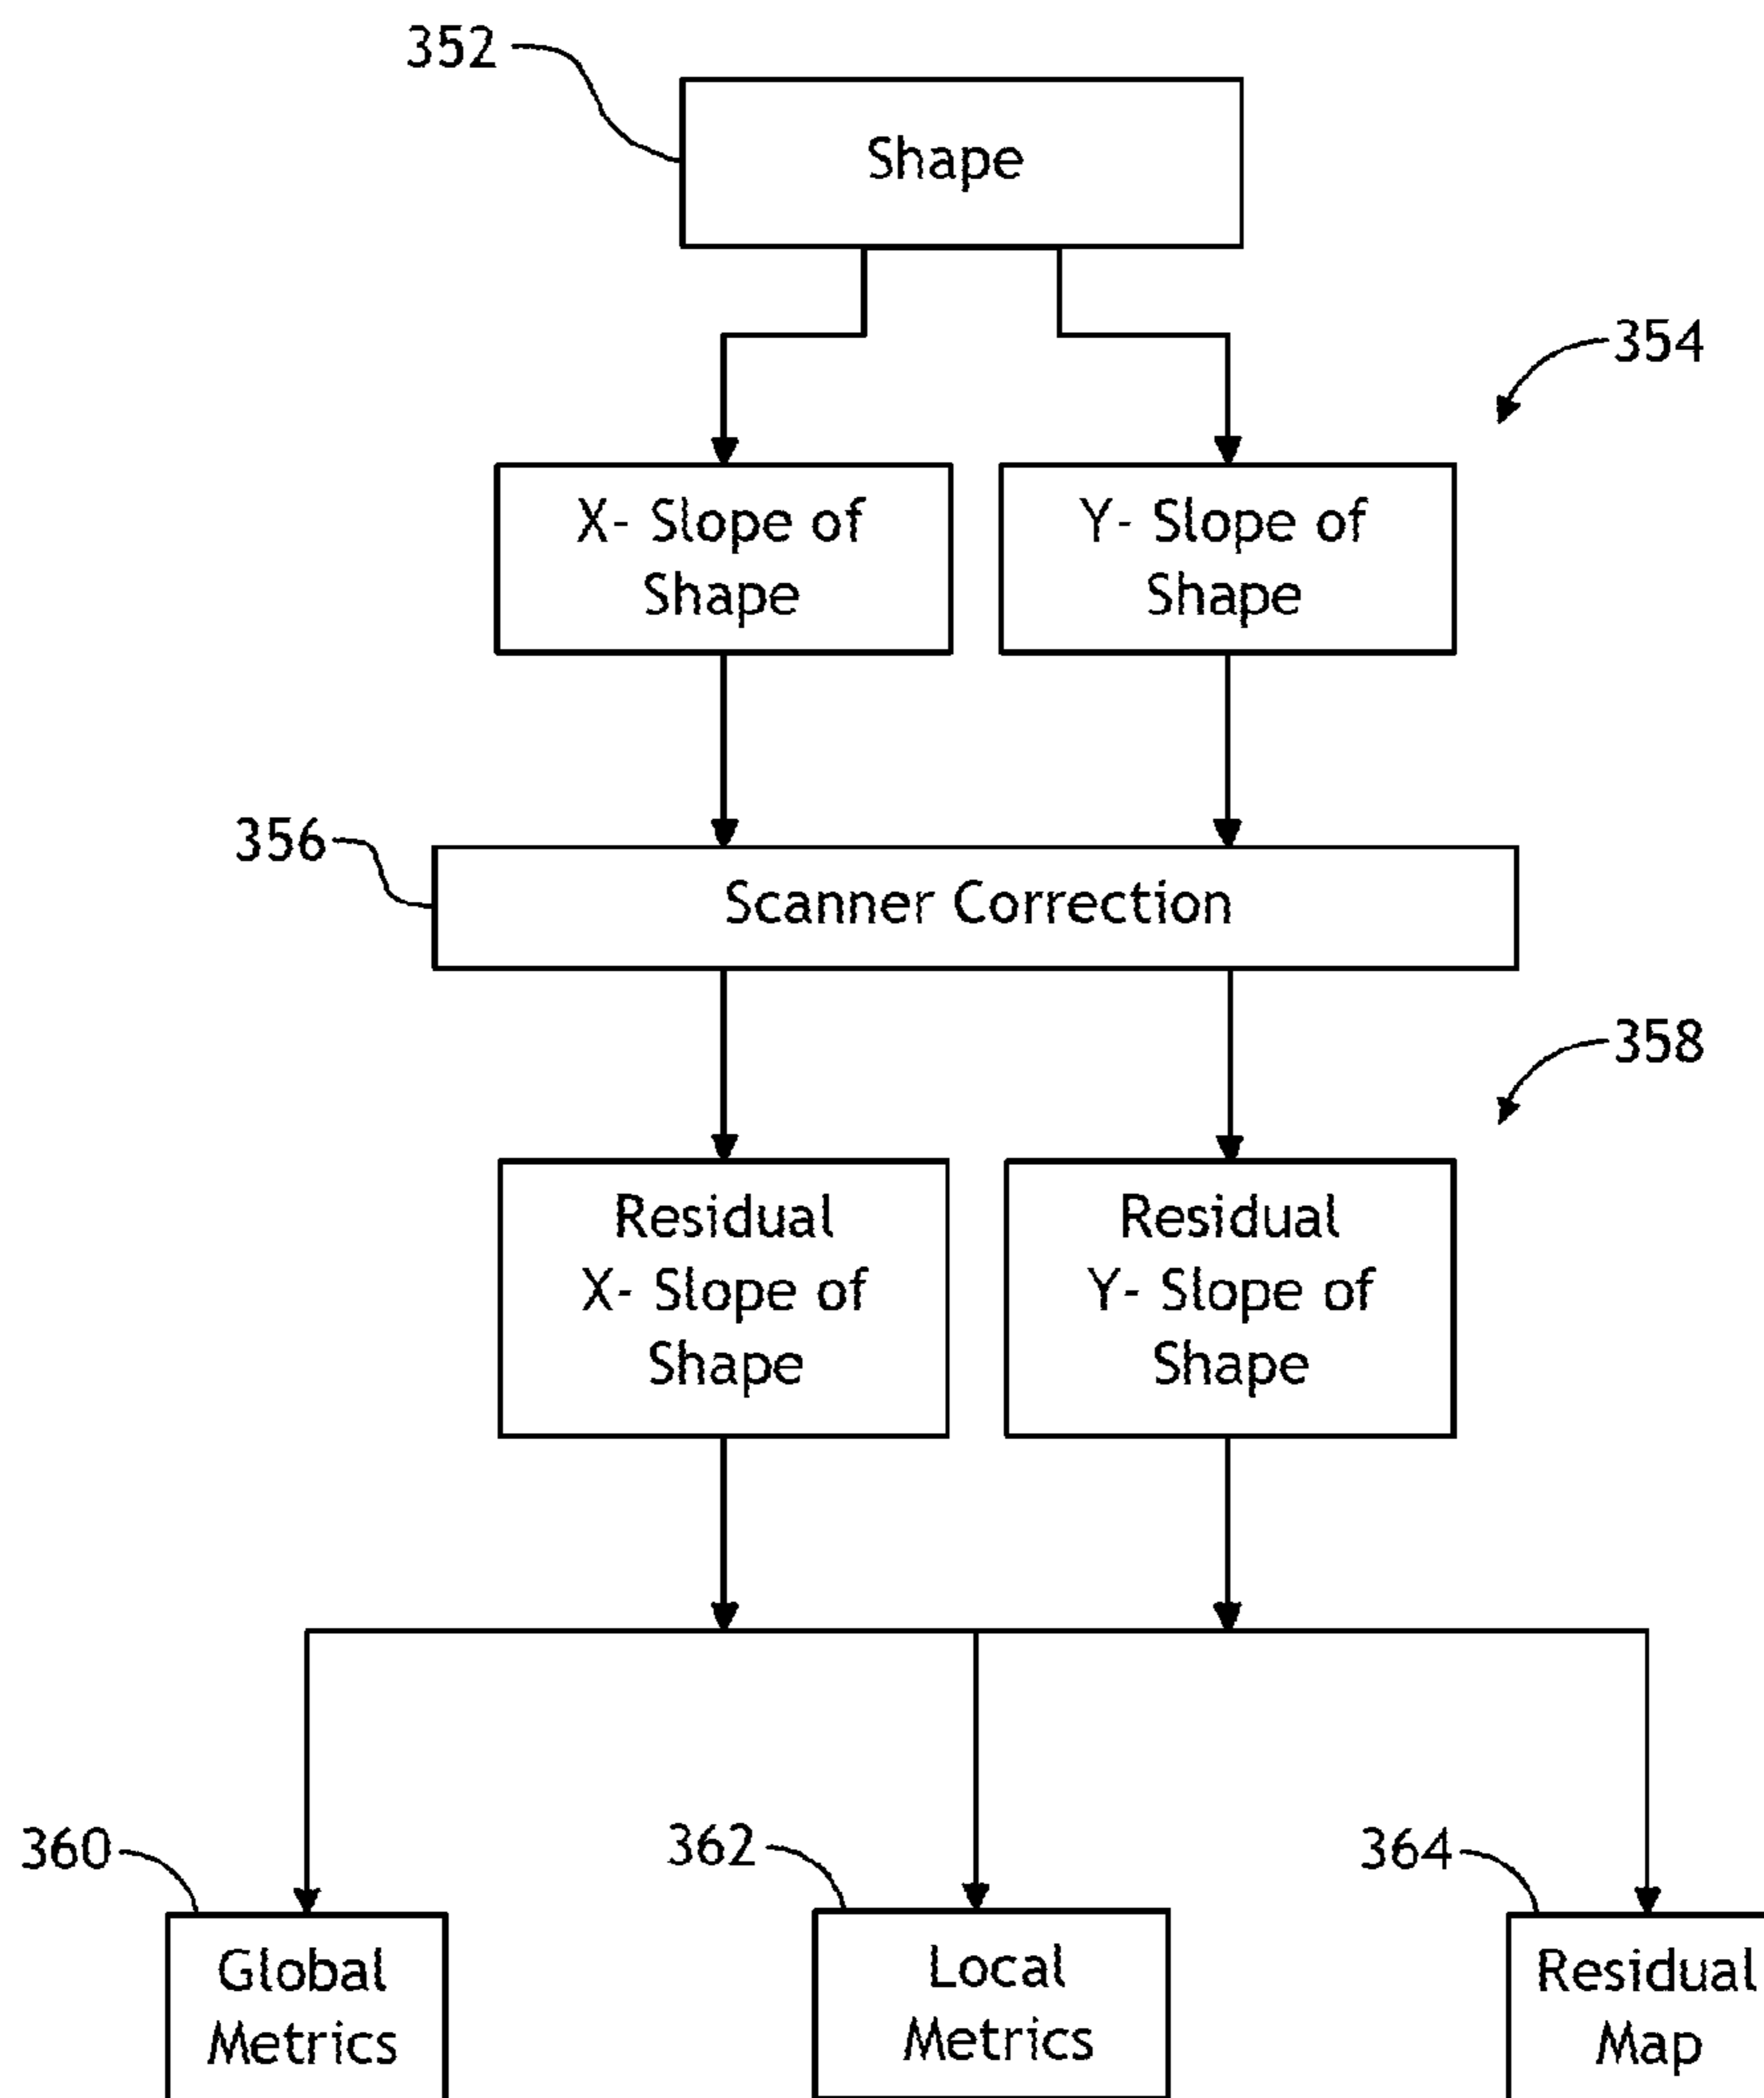 352
Shape
354
X- Slope of
Shape
Y- Slope of
Shape
356
Scanner Correction
358
Residual
X- Slope of
Shape
Residual
Y- Slope of
Shape
360
362
364
Global
Metrics
Local
Metrics
Residual
Map